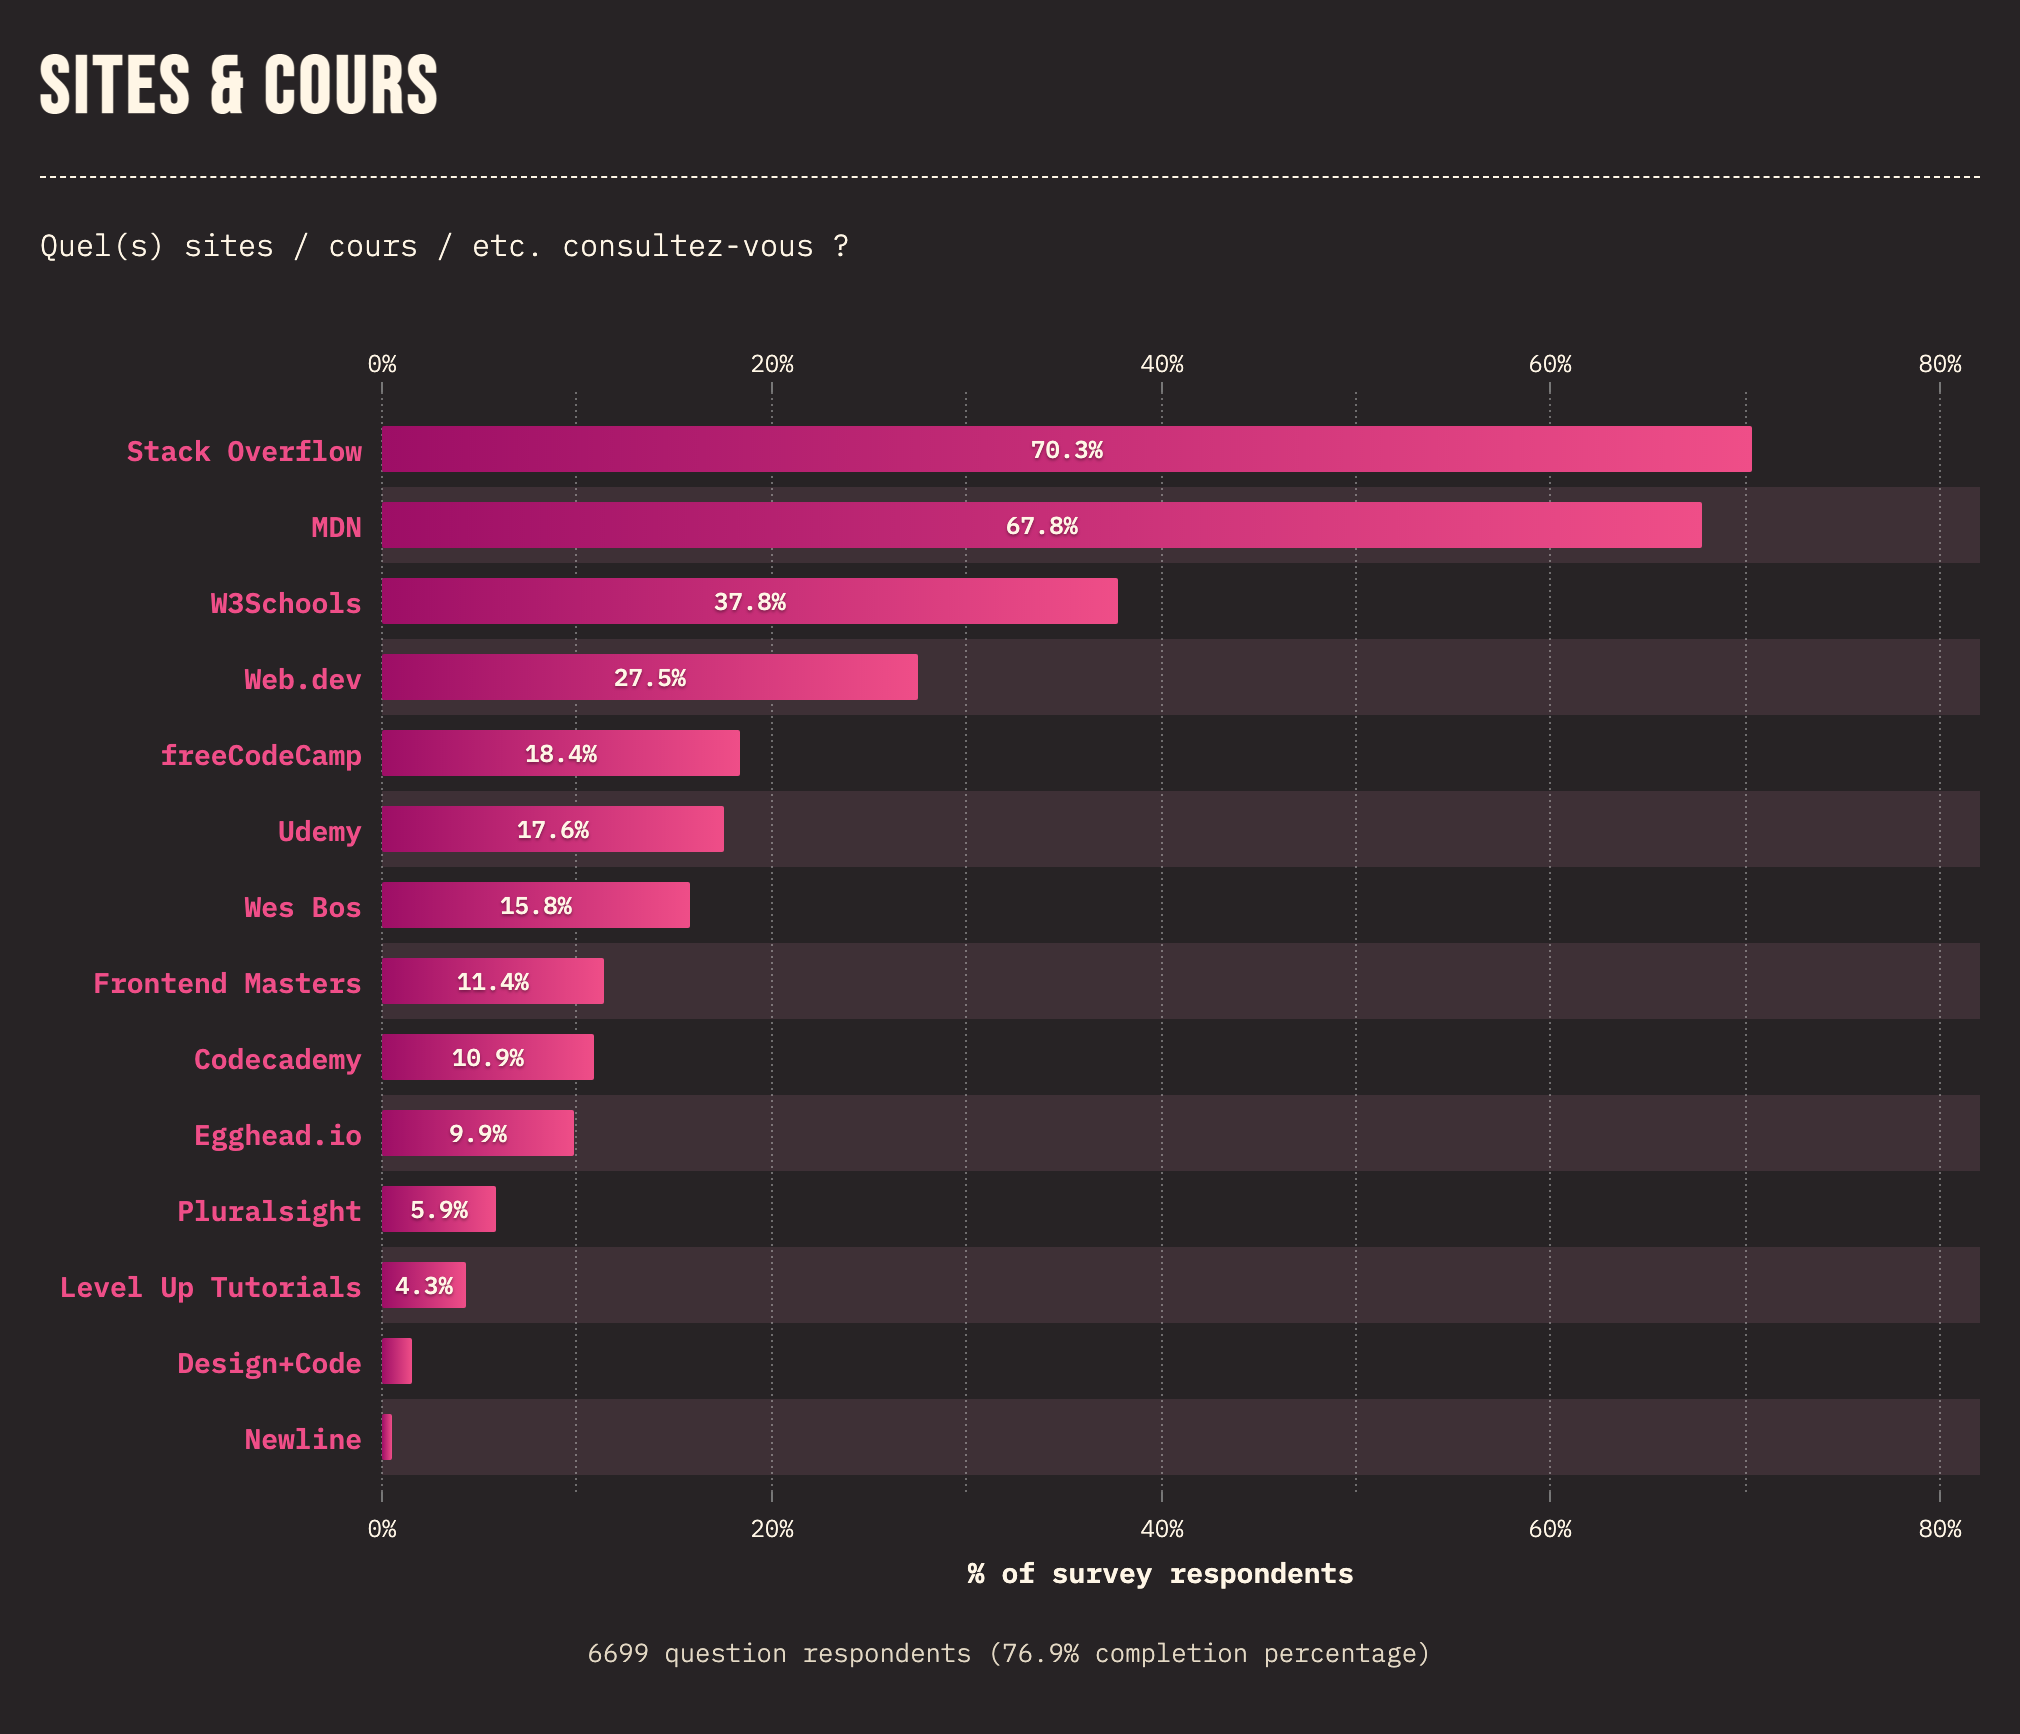 SITES & COURS
Quel(s) sites / cours / etc. consultez-vous ?
0% 20% 40% 60% 80%
Stack Overflow 70.3%
MDN 67.8%
W3Schools 37.8%
Web.dev 27.5%
freeCodeCamp 18.4%
Udemy 17.6%
Wes Bos 15.8%
Frontend Masters 11.4%
Codecademy 10.9%
Egghead.io 9.9%
Pluralsight 5.9%
Level Up Tutorials 4.3%
Design+Code
Newline
0% 20% 40% 60% 80%
% of survey respondents
6699 question respondents (76.9% completion percentage)